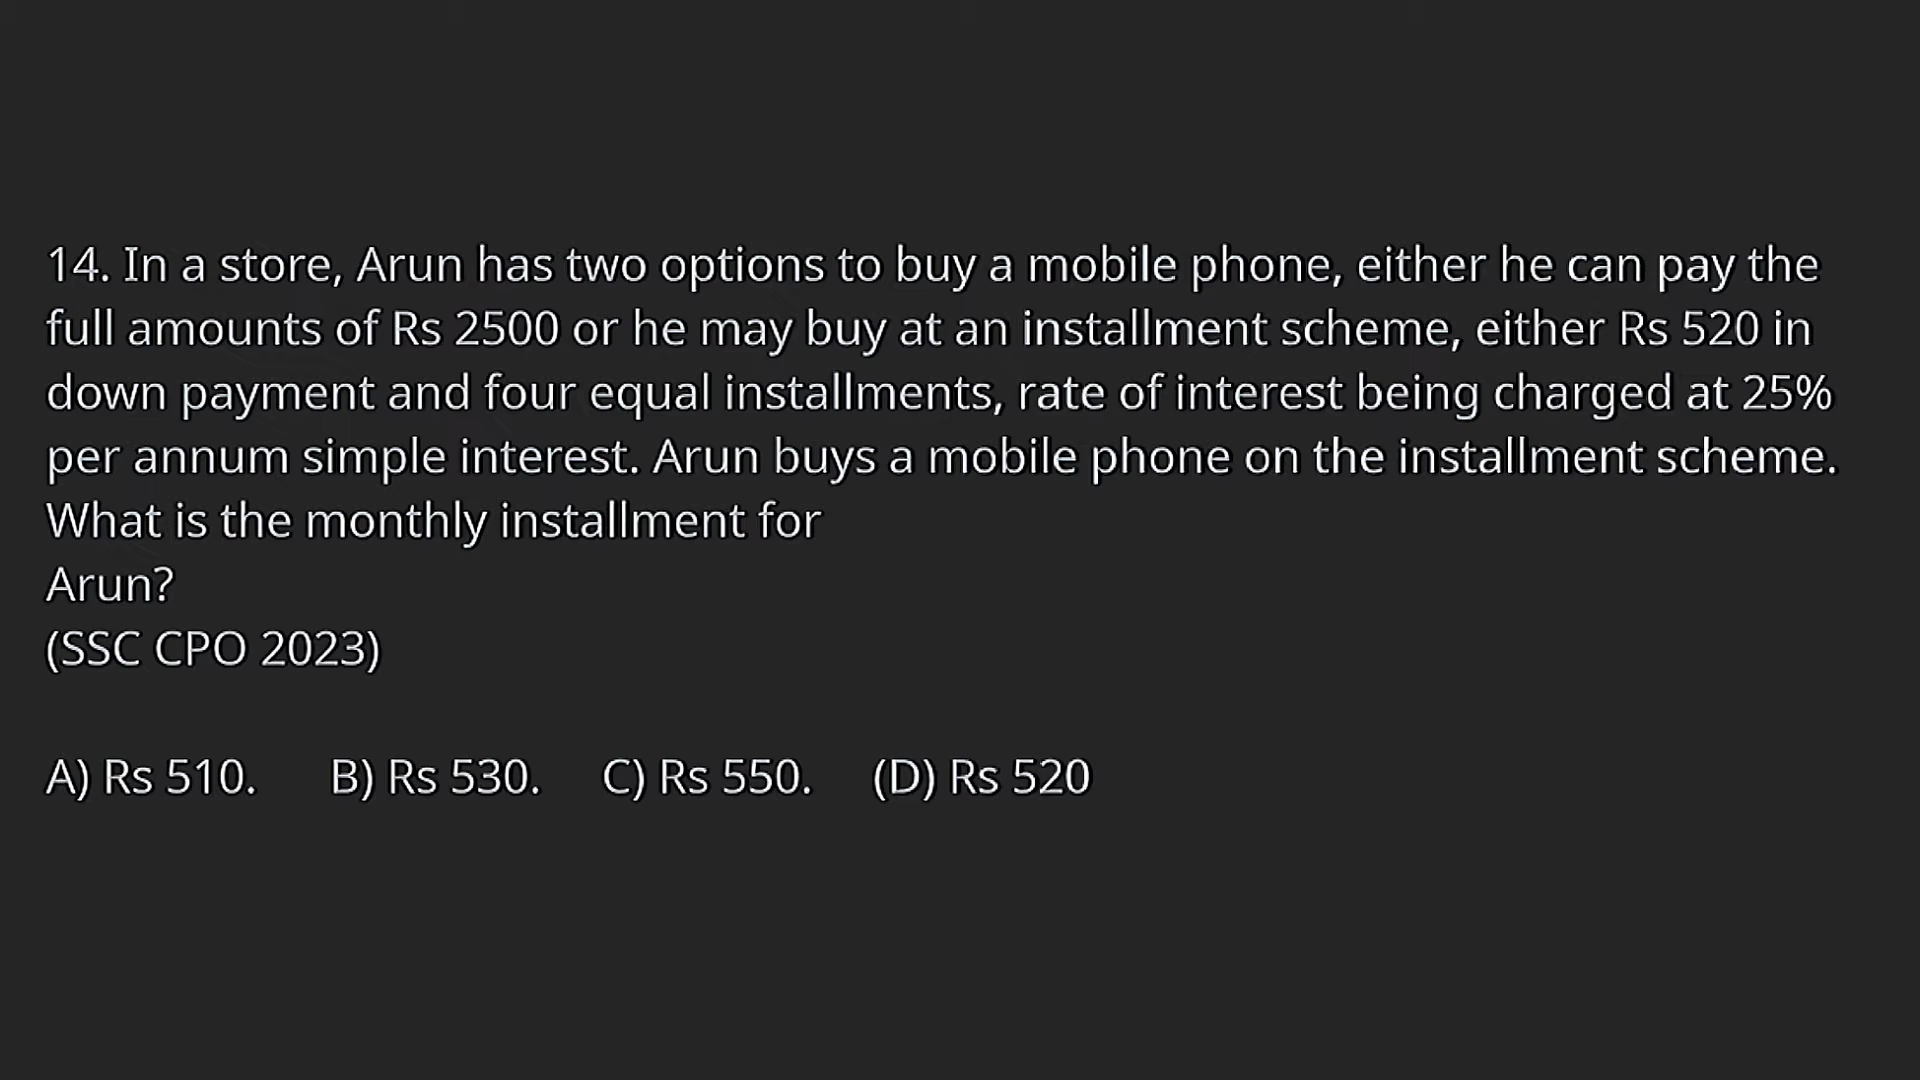 14. In a store, Arun has two options to buy a mobile phone, either he can pay the
full amounts of Rs 2500 or he may buy at an installment scheme, either Rs 520 in
down payment and four equal installments, rate of interest being charged at 25%
per annum simple interest. Arun buys a mobile phone on the installment scheme.
What is the monthly installment for
Arun?
(SSC CPO 2023)
A) Rs 510. B) Rs 530. C) Rs 550. (D) Rs 520